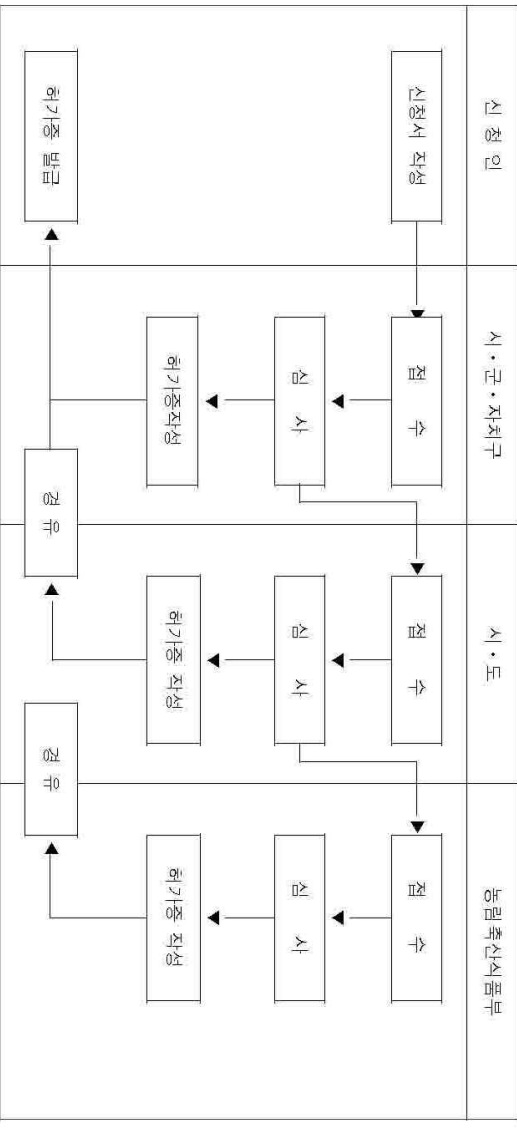 신 청 인
시・군・자치구
시・도
농림축산식품부
신청서 작성
접 수
접 수
접 수
심 사
심 사
심 사
허가증작성
허가증 작성
허가증 작성
허가증 발급
경 유
경 유